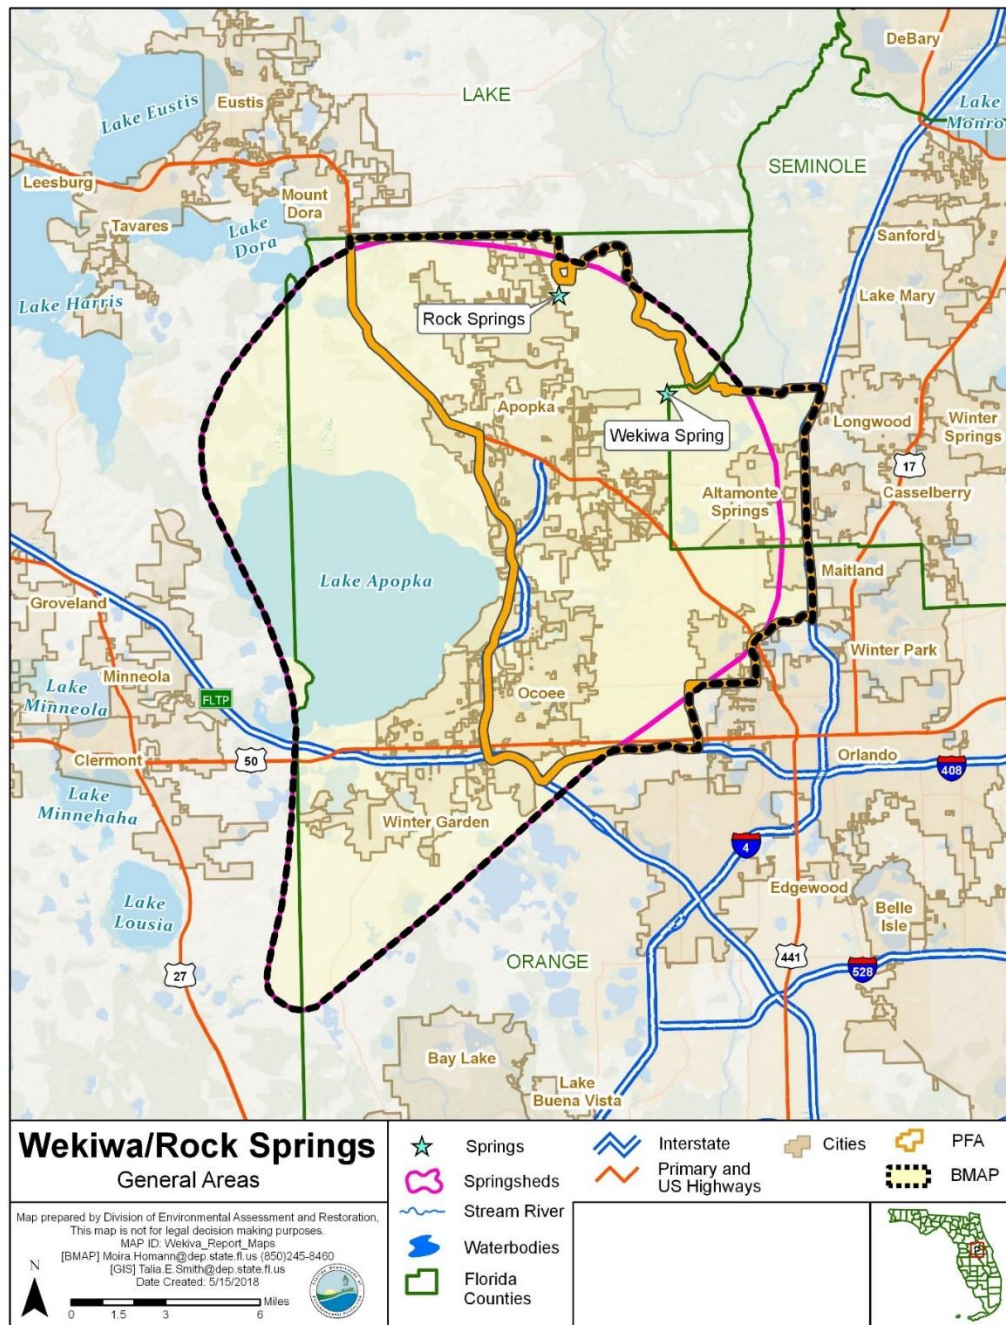 DeBary
LAKE
Lake Eustis
Eustis
Lake
Monro
SEMINOLE
Leesburg
Mount
Dora
Tavares
Lake
Dora
Sanford
Lake Harris
Lake Mary
Rock Springs
Apopka
Wekiwa Spring
Longwood
Winter
Springs
17
Altamonte
Springs
Casselberry
Lake Apopka
Maitland
Groveland
Winter Park
Minneola
Lake
Minneola
FLTP
Ocoee
Clermont
50
Orlando
408
Lake
Minnehaha
Winter Garden
4
Edgewood
Lake
Lousia
Belle
Isle
ORANGE
441
528
27
Bay Lake
Lake
Buena Vista
Wekiwa/Rock Springs
General Areas
Map prepared by Division of Environmental Assessment and Restoration,
This map is not for legal decision making purposes.
MAP ID: Wekiva_Report_Maps
[BMAP] Moira.Homann@dep.state.fl.us (850)245-8460
[GIS] Talia.E.Smith@dep.state.fl.us
Date Created: 5/15/2018
N
0 1.5 3 6 Miles
Springs
Springsheds
Stream River
Waterbodies
Florida
Counties
Interstate
Primary and
US Highways
Cities
PFA
BMAP